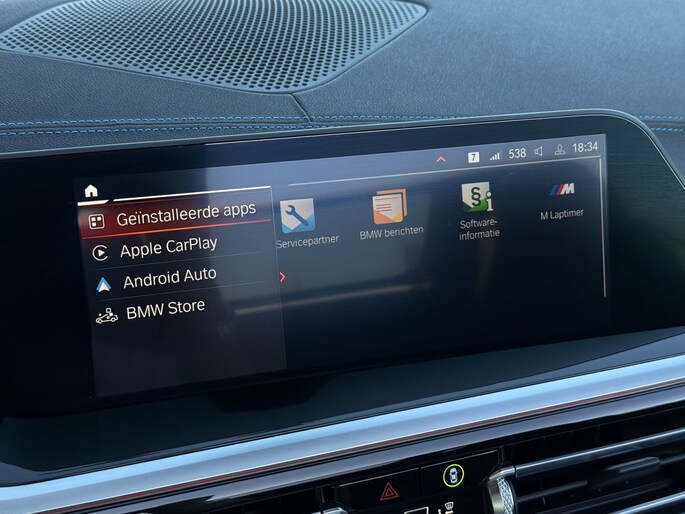 7 538 18:34
Geïnstalleerde apps
Apple CarPlay
Android Auto
BMW Store
Servicepartner
BMW berichten
Software-
informatie
M
M Laptimer